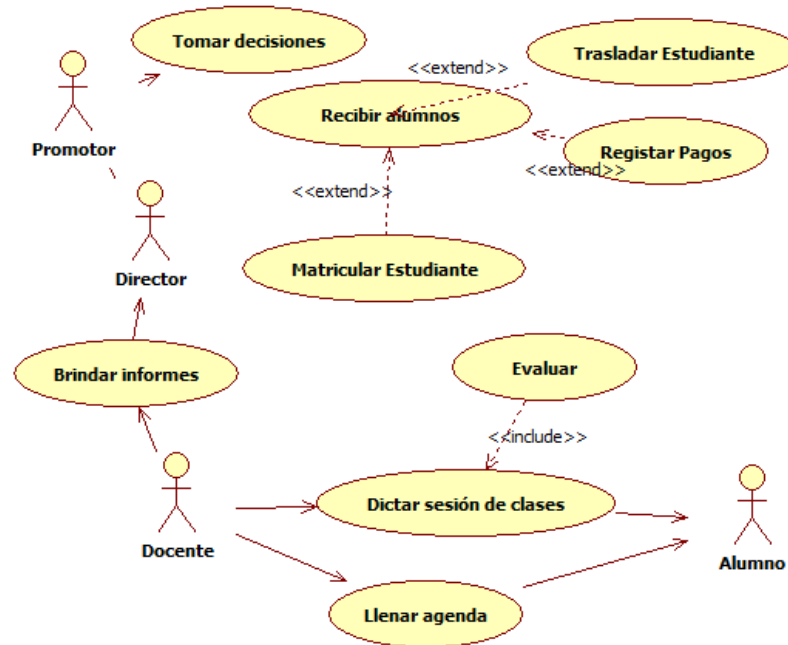 Tomar decisiones
Trasladar Estudiante
<<extend>>
Recibir alumnos
Promotor
Registar Pagos
<<extend>>
<<extend>>
Matricular Estudiante
Director
Brindar informes
Evaluar
<<include>>
Dictar sesión de clases
Docente
Alumno
Llenar agenda